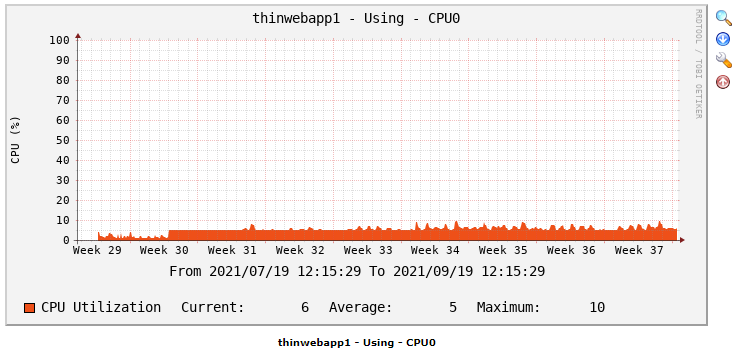 thinwebapp1 - Using - CPU0
RRDTOOL / TOBI OETIKER
CPU (%)
100
90
80
70
60
50
40
30
20
10
0
Week 29 Week 30 Week 31 Week 32 Week 33 Week 34 Week 35 Week 36 Week 37
From 2021/07/19 12:15:29 To 2021/09/19 12:15:29
CPU Utilization Current: 6 Average: 5 Maximum: 10
thinwebapp1 - Using - CPU0